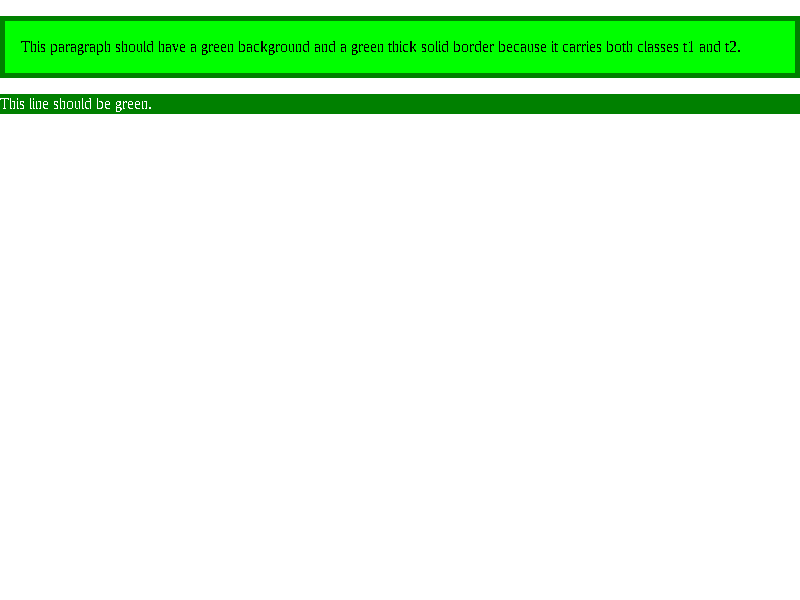 This paragraph should have a green background and a green thick solid border because it carries both classes t1 and t2.
This line should be green.